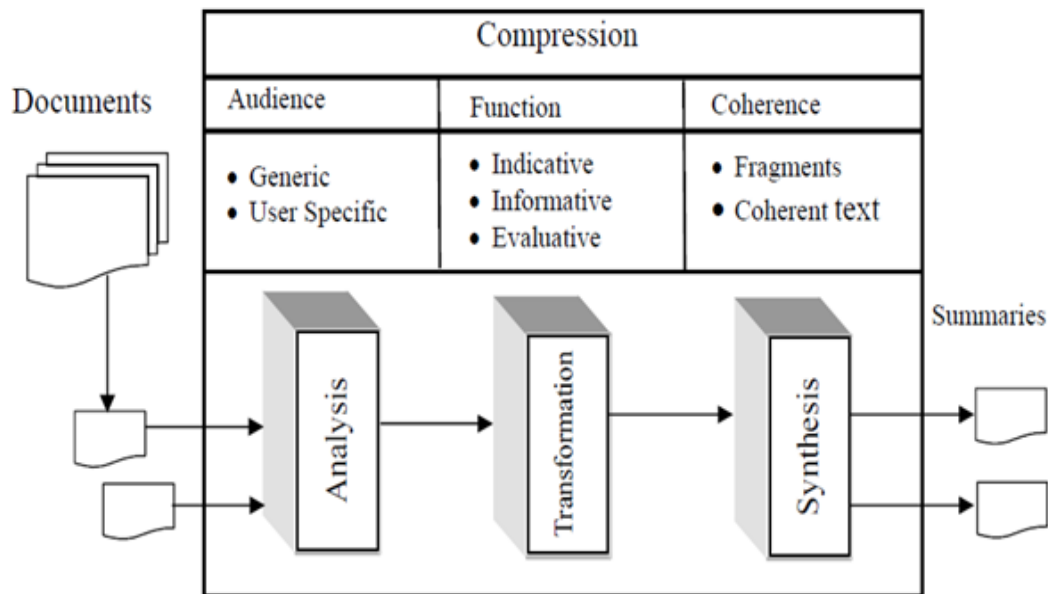 Compression
Documents
Audience
Function
Coherence
• Generic
• User Specific
• Indicative
• Informative
• Evaluative
• Fragments
• Coherent text
Summaries
Analysis
Transformation
Synthesis